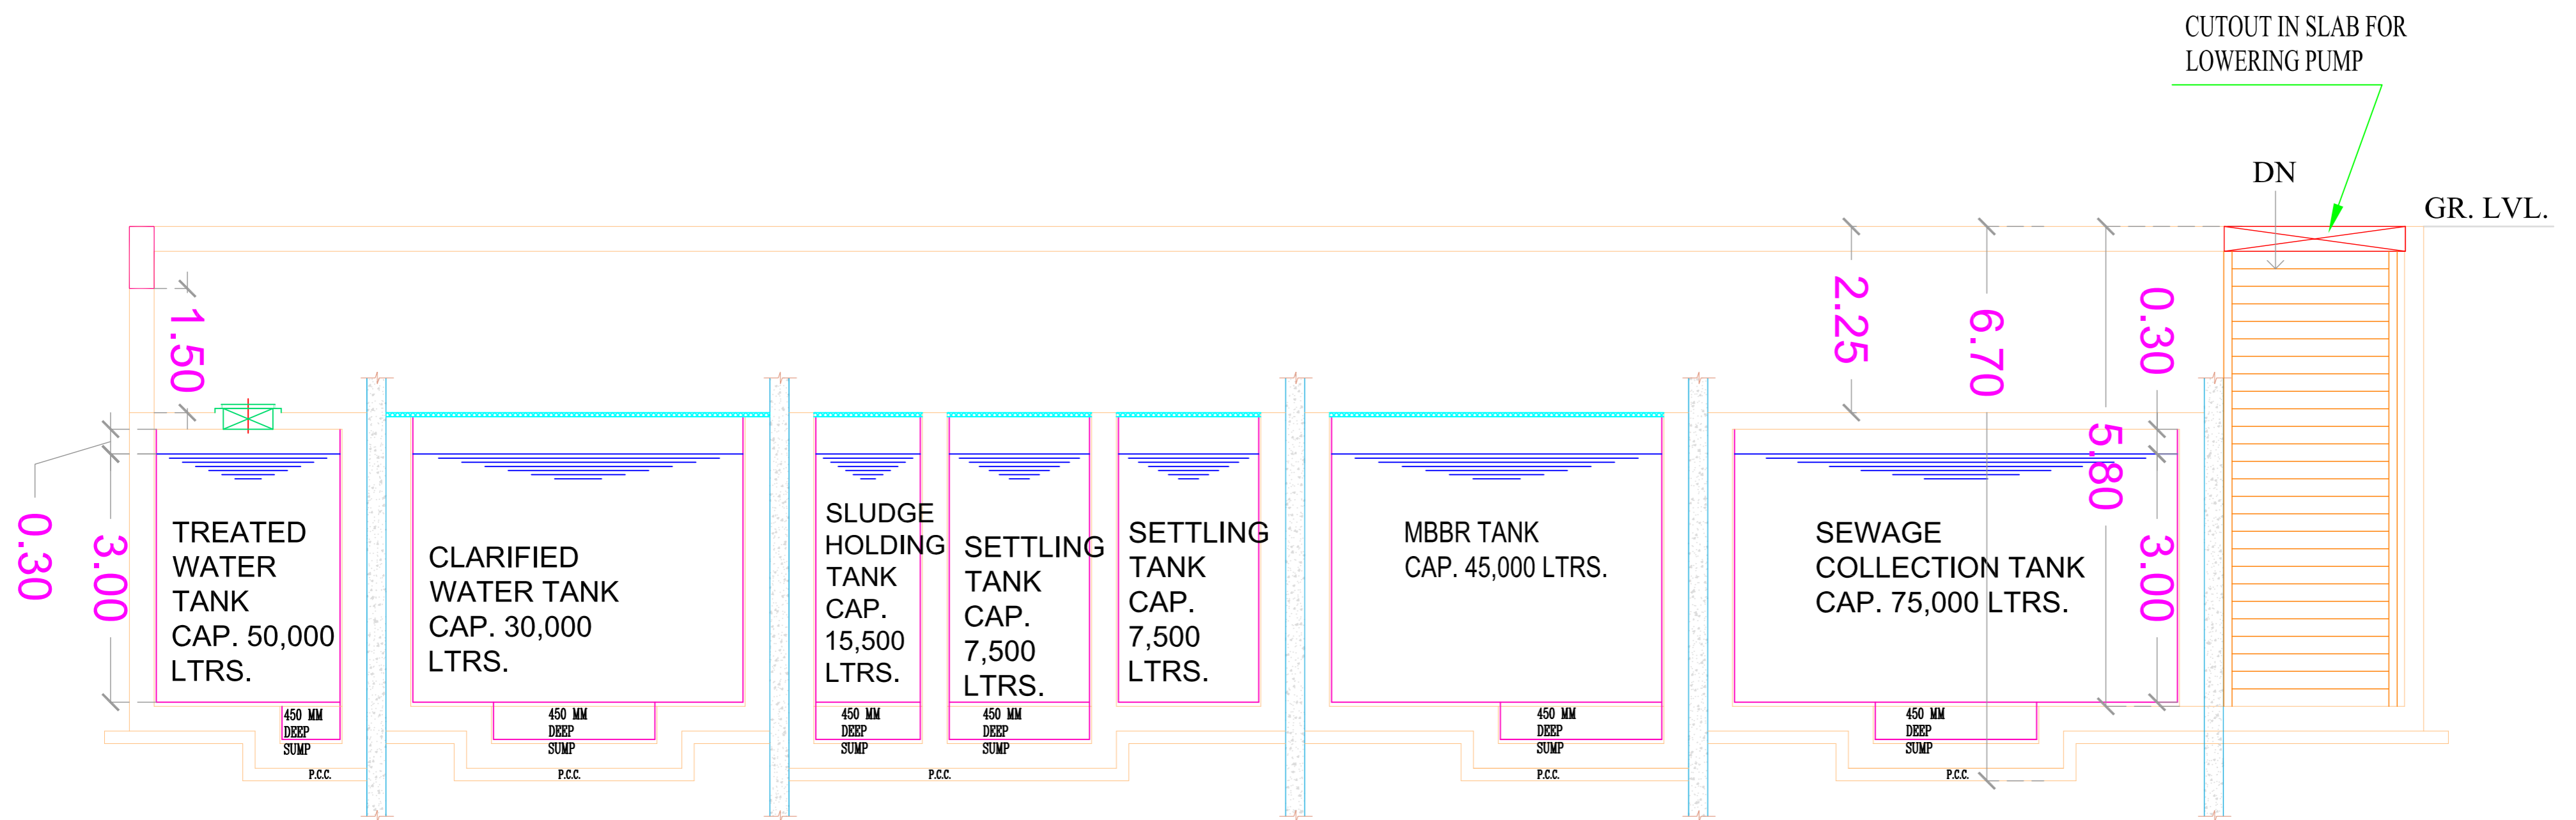 CUTOUT IN SLAB FOR
LOWERING PUMP
DN
GR. LVL.
1.50
2.25
6.70
0.30
5.80
0.30
3.00
3.00
TREATED
WATER
TANK
CAP. 50,000
LTRS.
CLARIFIED
WATER TANK
CAP. 30,000
LTRS.
SLUDGE
HOLDING
TANK
CAP.
15,500
LTRS.
SETTLING
TANK
CAP.
7,500
LTRS.
SETTLING
TANK
CAP.
7,500
LTRS.
MBBR TANK
CAP. 45,000 LTRS.
SEWAGE
COLLECTION TANK
CAP. 75,000 LTRS.
450 MM
DEEP
SUMP
450 MM
DEEP
SUMP
450 MM
DEEP
SUMP
450 MM
DEEP
SUMP
450 MM
DEEP
SUMP
450 MM
DEEP
SUMP
P.C.C.
P.C.C.
P.C.C.
P.C.C.
P.C.C.